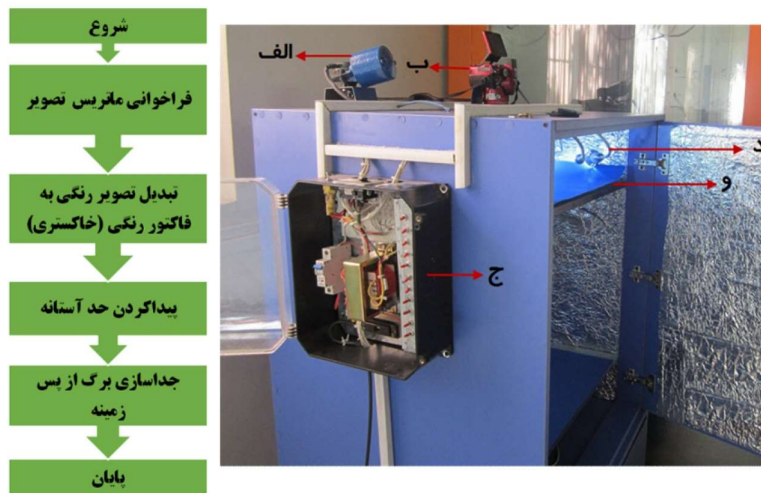 شروع
فراخوانی ماتریس تصویر
تبدیل تصویر رنگی به
فاکتور رنگی (خاکستری)
پیداکردن حد آستانه
جداسازی برگ از پس
زمینه
پایان
الف
ب
د
و
ج